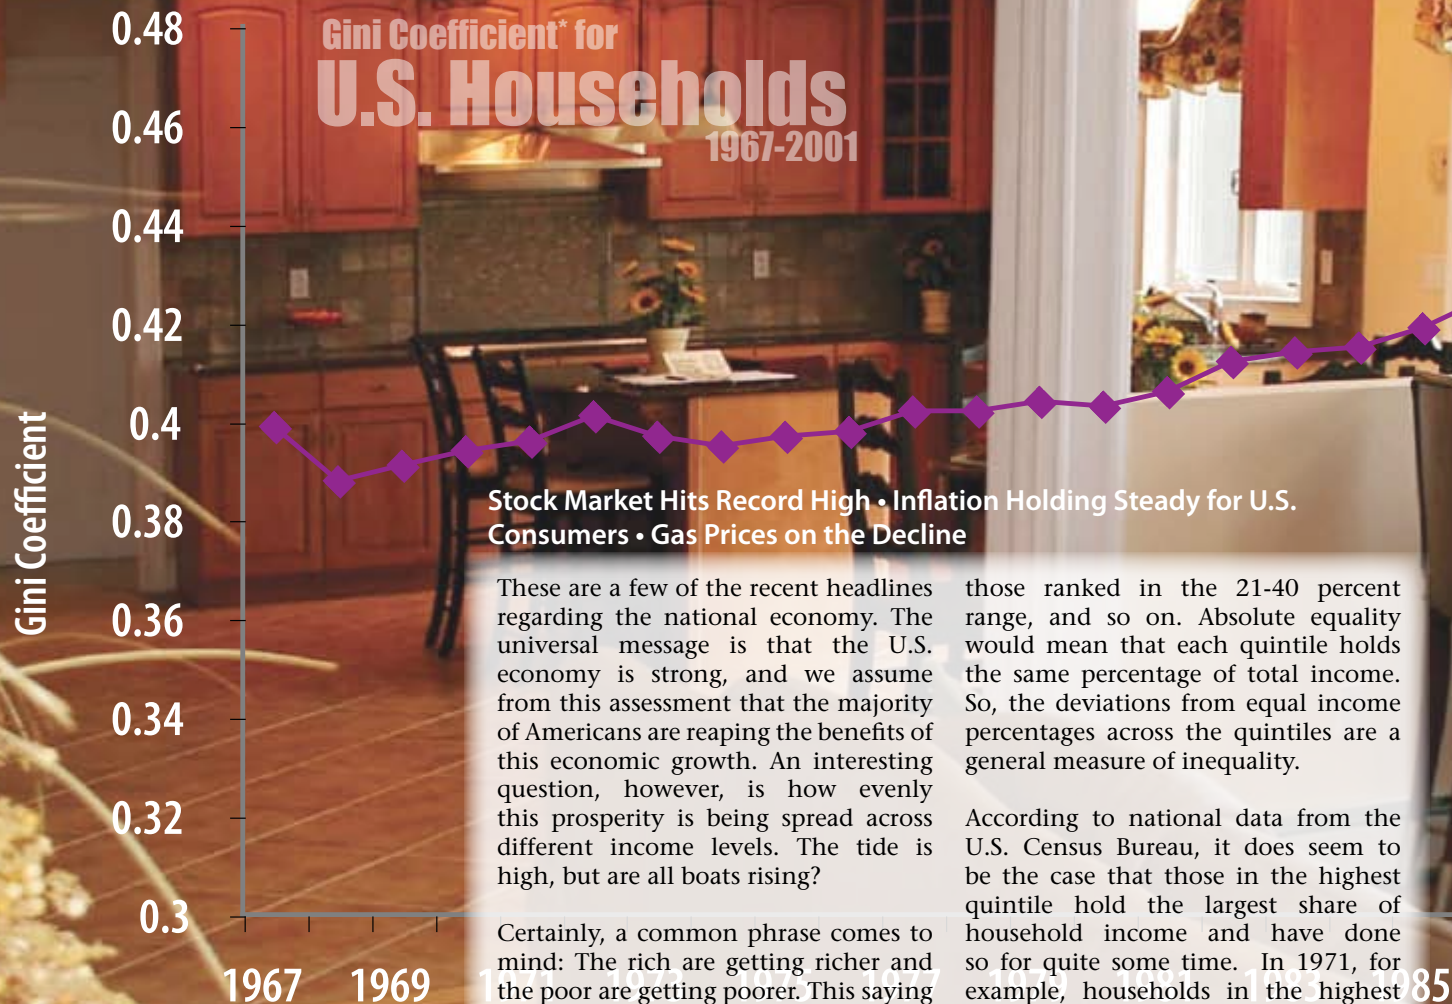 Gini Coefficient* for
U.S. Households
1967-2001
0.48
0.46
0.44
0.42
0.4
0.38
0.36
0.34
0.32
0.3
Gini Coefficient
Stock Market Hits Record High • Inflation Holding Steady for U.S.
Consumers • Gas Prices on the Decline
These are a few of the recent headlines
regarding the national economy. The
universal message is that the U.S.
economy is strong, and we assume
from this assessment that the majority
of Americans are reaping the benefits of
this economic growth. An interesting
question, however, is how evenly
this prosperity is being spread across
different income levels. The tide is
high, but are all boats rising?
Certainly, a common phrase comes to
mind: The rich are getting richer and
the poor are getting poorer. This saying
those ranked in the 21-40 percent
range, and so on. Absolute equality
would mean that each quintile holds
the same percentage of total income.
So, the deviations from equal income
percentages across the quintiles are a
general measure of inequality.
According to national data from the
U.S. Census Bureau, it does seem to
be the case that those in the highest
quintile hold the largest share of
household income and have done
so for quite some time. In 1971, for
example, households in the highest
1967 1969 1971 1973 1975 1977 1979 1981 1983 1985